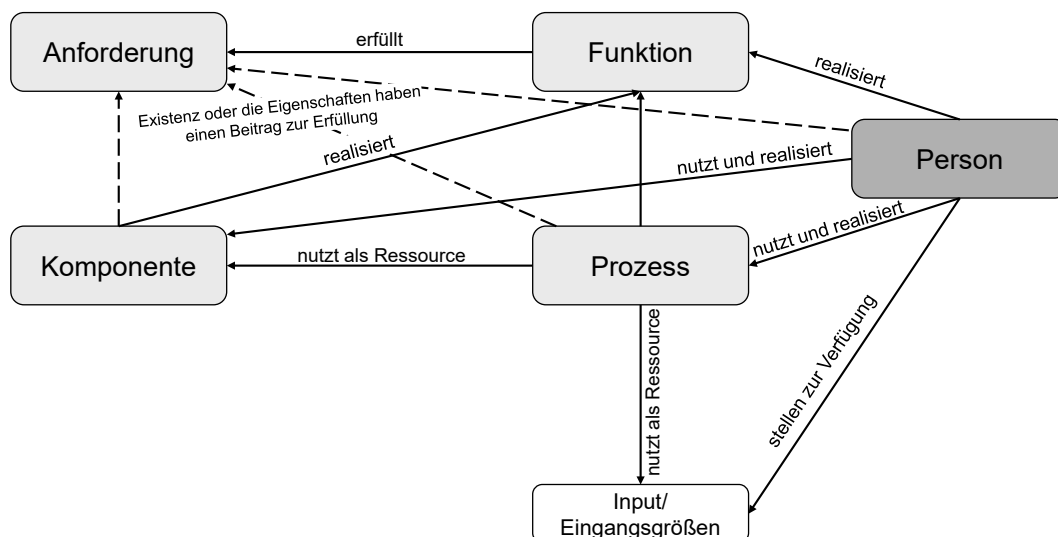 Anforderung
erfüllt
Funktion
realisiert
Existenz oder die Eigenschaften haben
einen Beitrag zur Erfüllung
realisiert
nutzt und realisiert
Person
nutzt und realisiert
Komponente
nutzt als Ressource
Prozess
nutzt als Ressource
stellen zur Verfügung
Input/
Eingangsgrößen